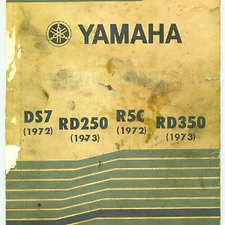 YAMAHA
DS7 RD250 R5C RD350
(1972) (1973) (1972) (1973)